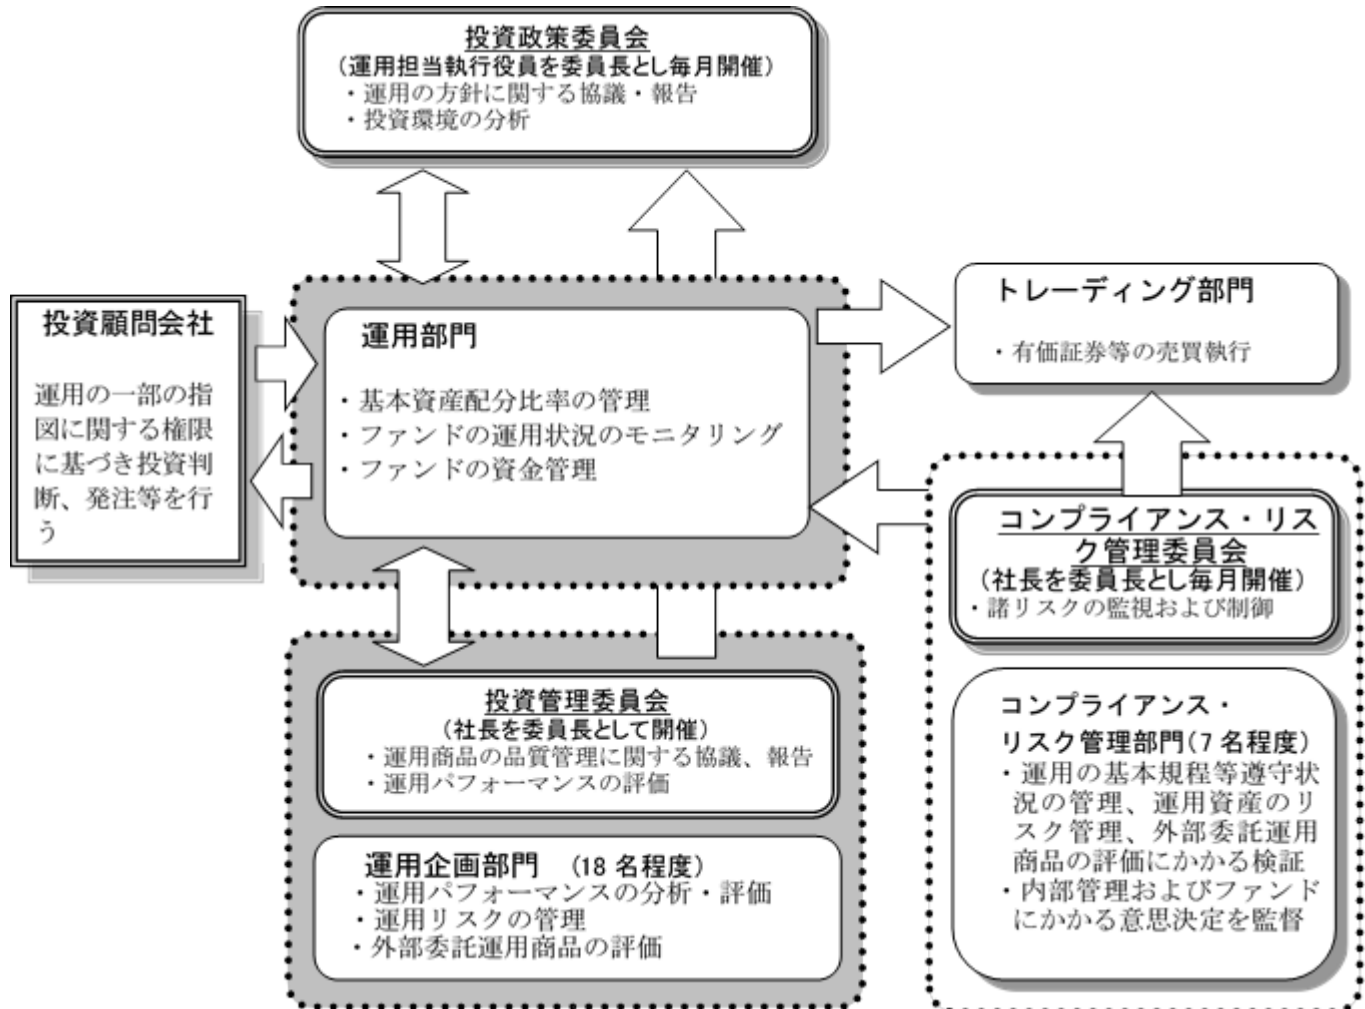 投資政策委員会
（運用担当執行役員を委員長とし毎月開催）
・運用の方針に関する協議・報告
・投資環境の分析
投資顧問会社
運用の一部の指
図に関する権限
に基づき投資判
断、発注等を行
う
運用部門
・基本資産配分比率の管理
・ファンドの運用状況のモニタリング
・ファンドの資金管理
トレーディング部門
・有価証券等の売買執行
コンプライアンス・リス
ク管理委員会
（社長を委員長とし毎月開催）
・諸リスクの監視および制御
コンプライアンス・
リスク管理部門（7 名程度）
・運用の基本規程等遵守状
況の管理、運用資産のリ
スク管理、外部委託運用
商品の評価にかかる検証
・内部管理およびファンド
にかかる意思決定を監督
投資管理委員会
（社長を委員長として開催）
・運用商品の品質管理に関する協議、報告
・運用パフォーマンスの評価
運用企画部門　（18 名程度）
・運用パフォーマンスの分析・評価
・運用リスクの管理
・外部委託運用商品の評価